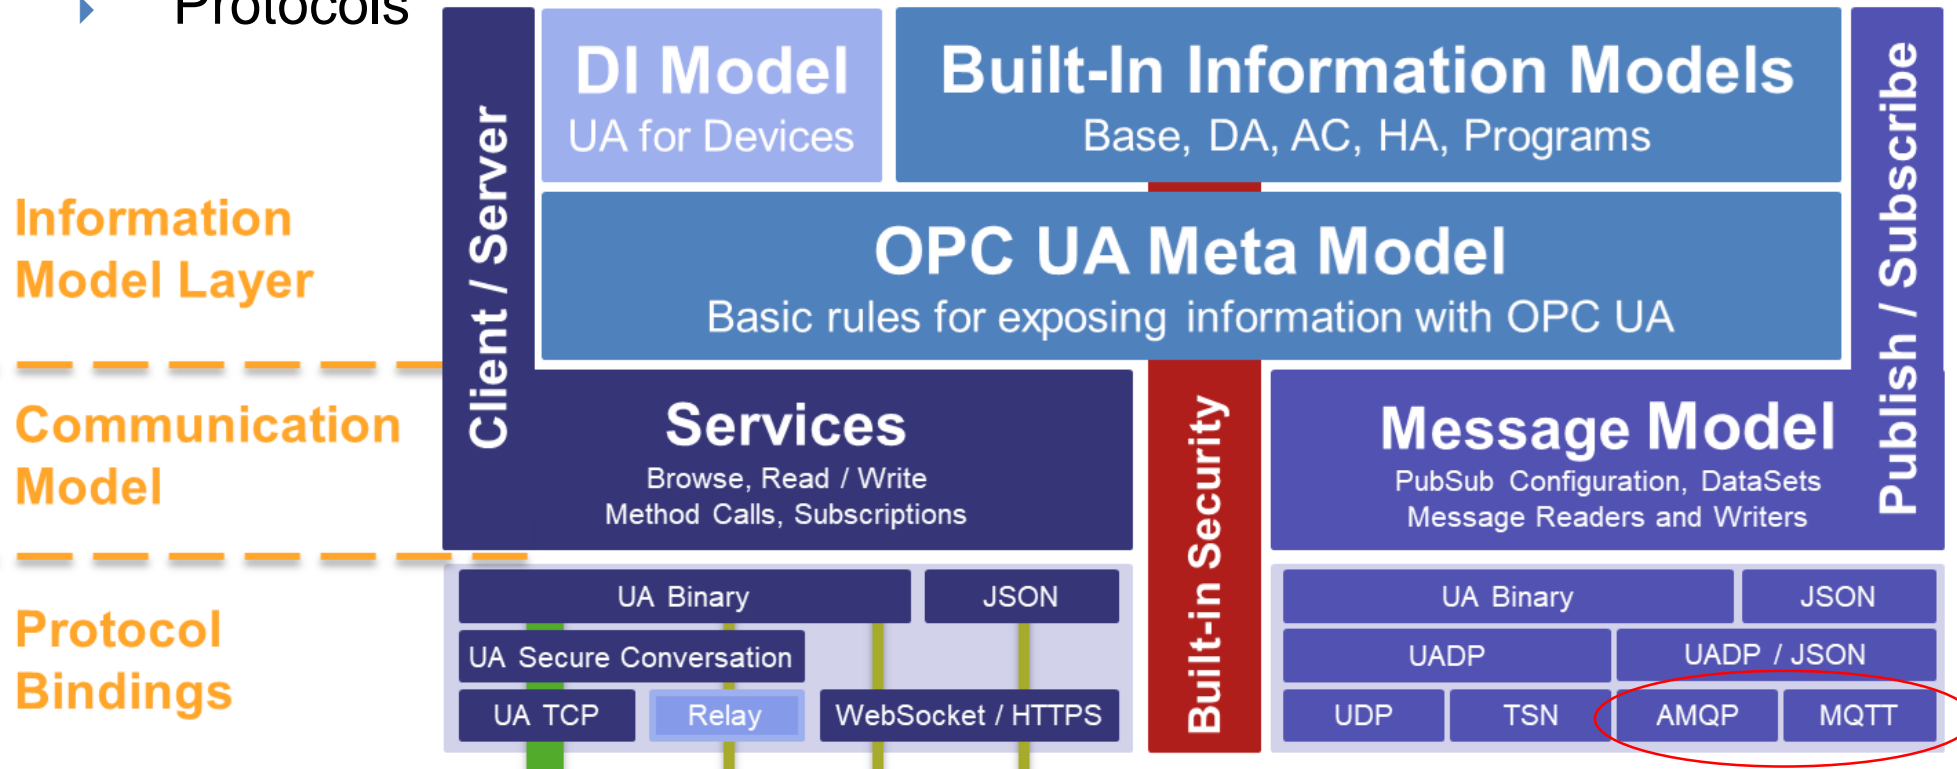 Protocols
Information
Model Layer
Communication
Model
Protocol
Bindings
Client / Server
DI Model
UA for Devices
Built-In Information Models
Base, DA, AC, HA, Programs
OPC UA Meta Model
Basic rules for exposing information with OPC UA
Publish / Subscribe
Services
Browse, Read / Write
Method Calls, Subscriptions
Built-in Security
Message Model
PubSub Configuration, DataSets
Message Readers and Writers
UA Binary
JSON
UA Secure Conversation
UA TCP
Relay
WebSocket / HTTPS
UA Binary
JSON
UADP
UADP / JSON
UDP
TSN
AMQP
MQTT